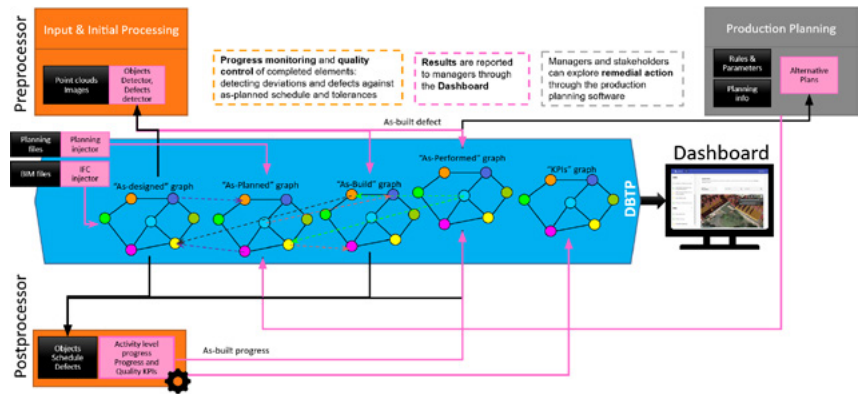 Preprocessor
Input & Initial Processing
Point clouds
Images
Objects
Detector,
Defects
detector
Progress monitoring and quality
control of completed elements:
detecting deviations and defects against
as-planned schedule and tolerances
Results are reported
to managers through
the Dashboard
Managers and stakeholders
can explore remedial action
through the production
planning software
Production Planning
Rules &
Parameters
Planning
info
Alternative
Plans
As-built defect
Planning
files
Planning
injector
BIM files
IFC
injector
"As-designed" graph
"As-Planned" graph
"As-Build" graph
"As-Performed" graph
"KPIs" graph
DBTP
Dashboard
Postprocessor
Objects
Schedule
Defects
Activity level
progress
Progress and
Quality KPIs
As-built progress